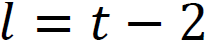 l = t − 2